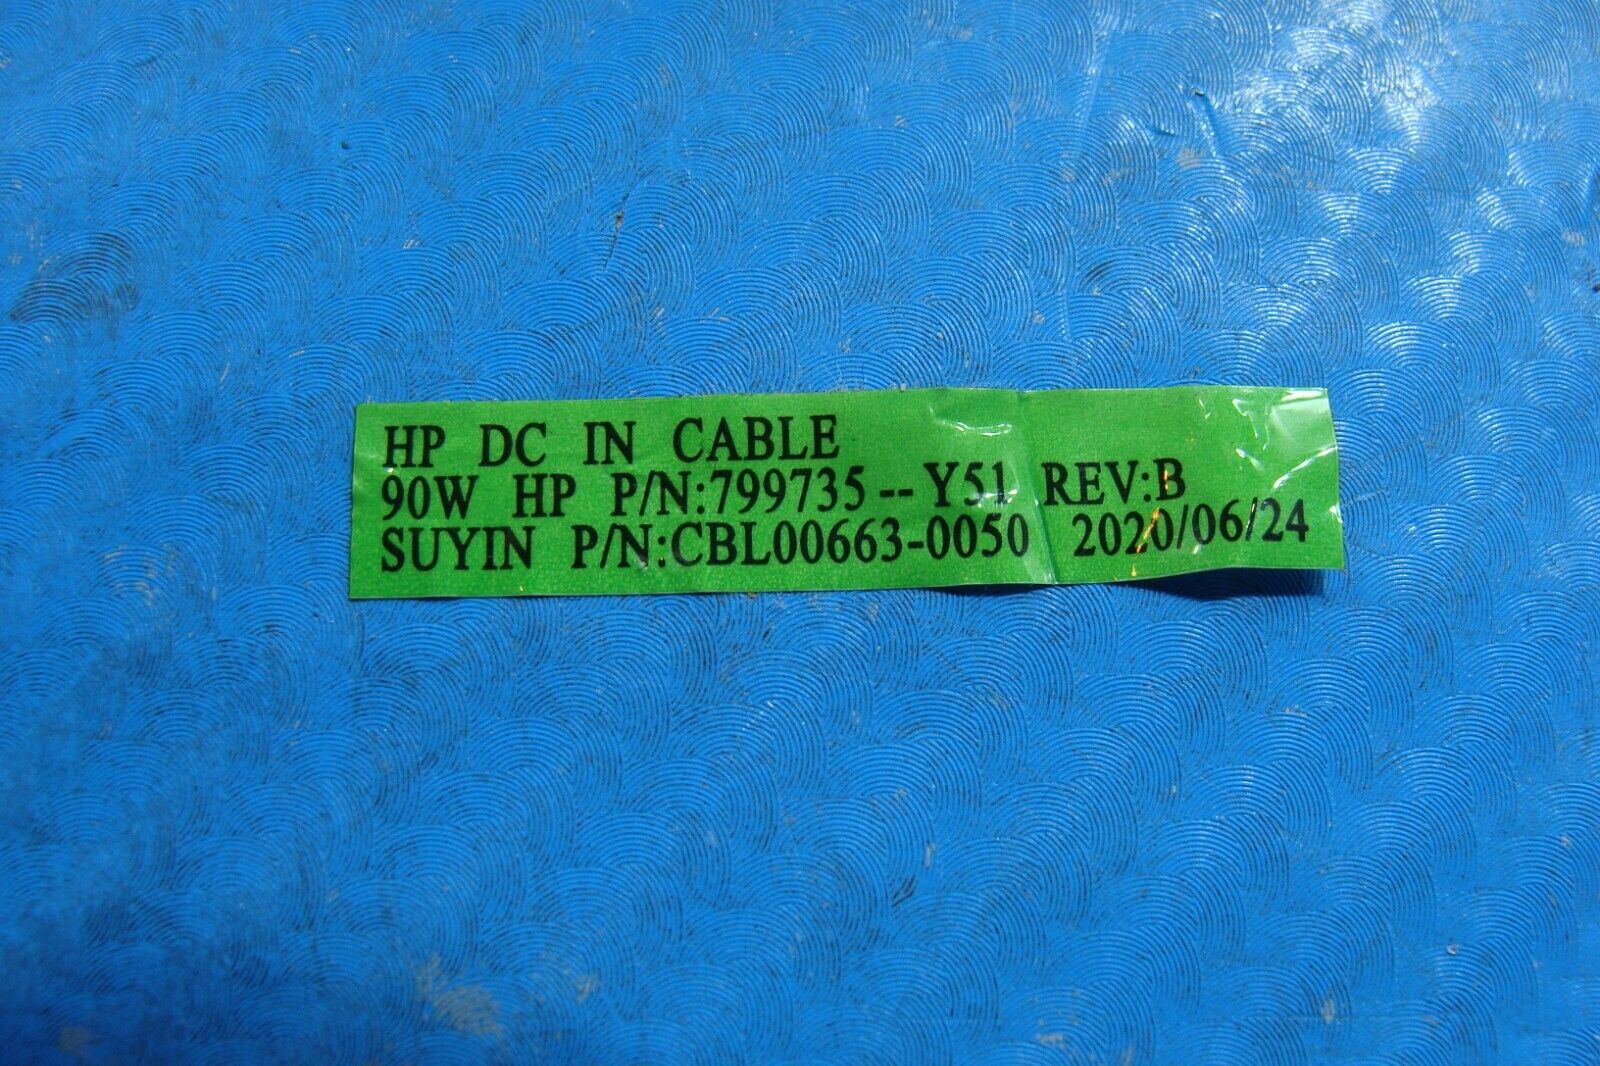 HP DC IN CABLE
90W HP P/N:799735--Y51 REV:B
SUYIN P/N:CBL00663-0050 2020/06/24